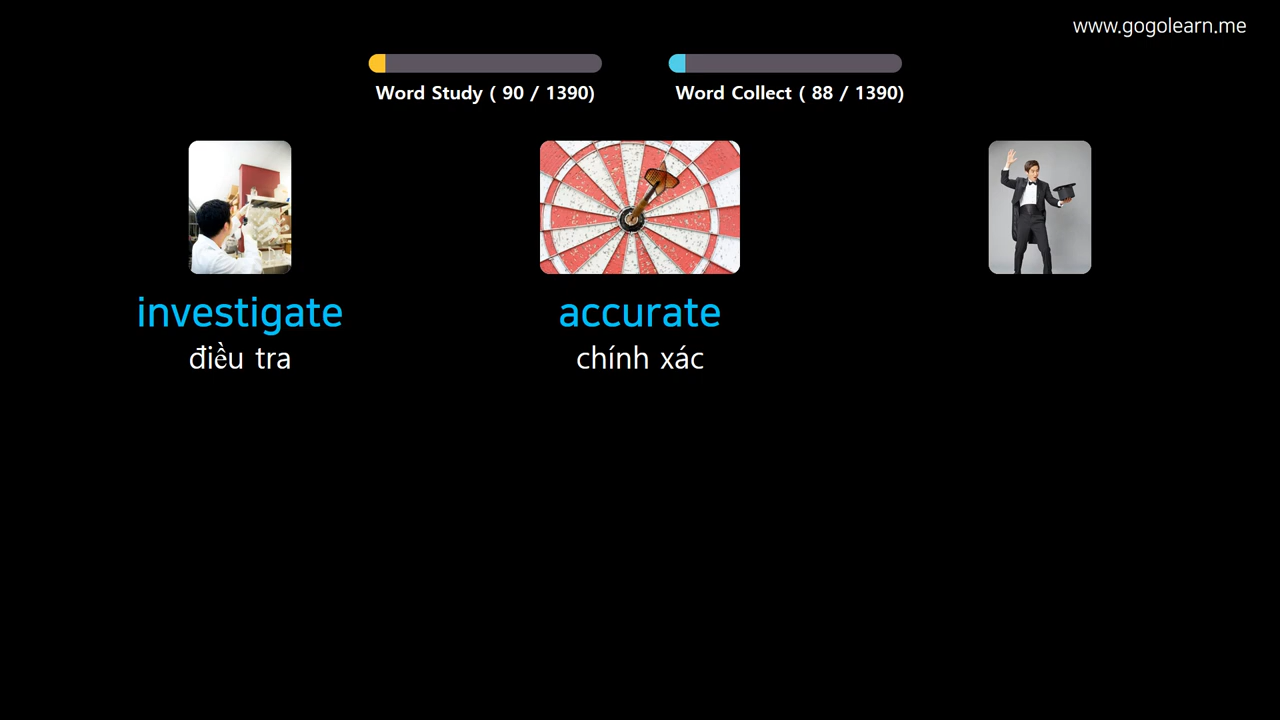 www.gogolearn.me
Word Study ( 90 / 1390)
Word Collect ( 88 / 1390)
investigate
điều tra
accurate
chính xác